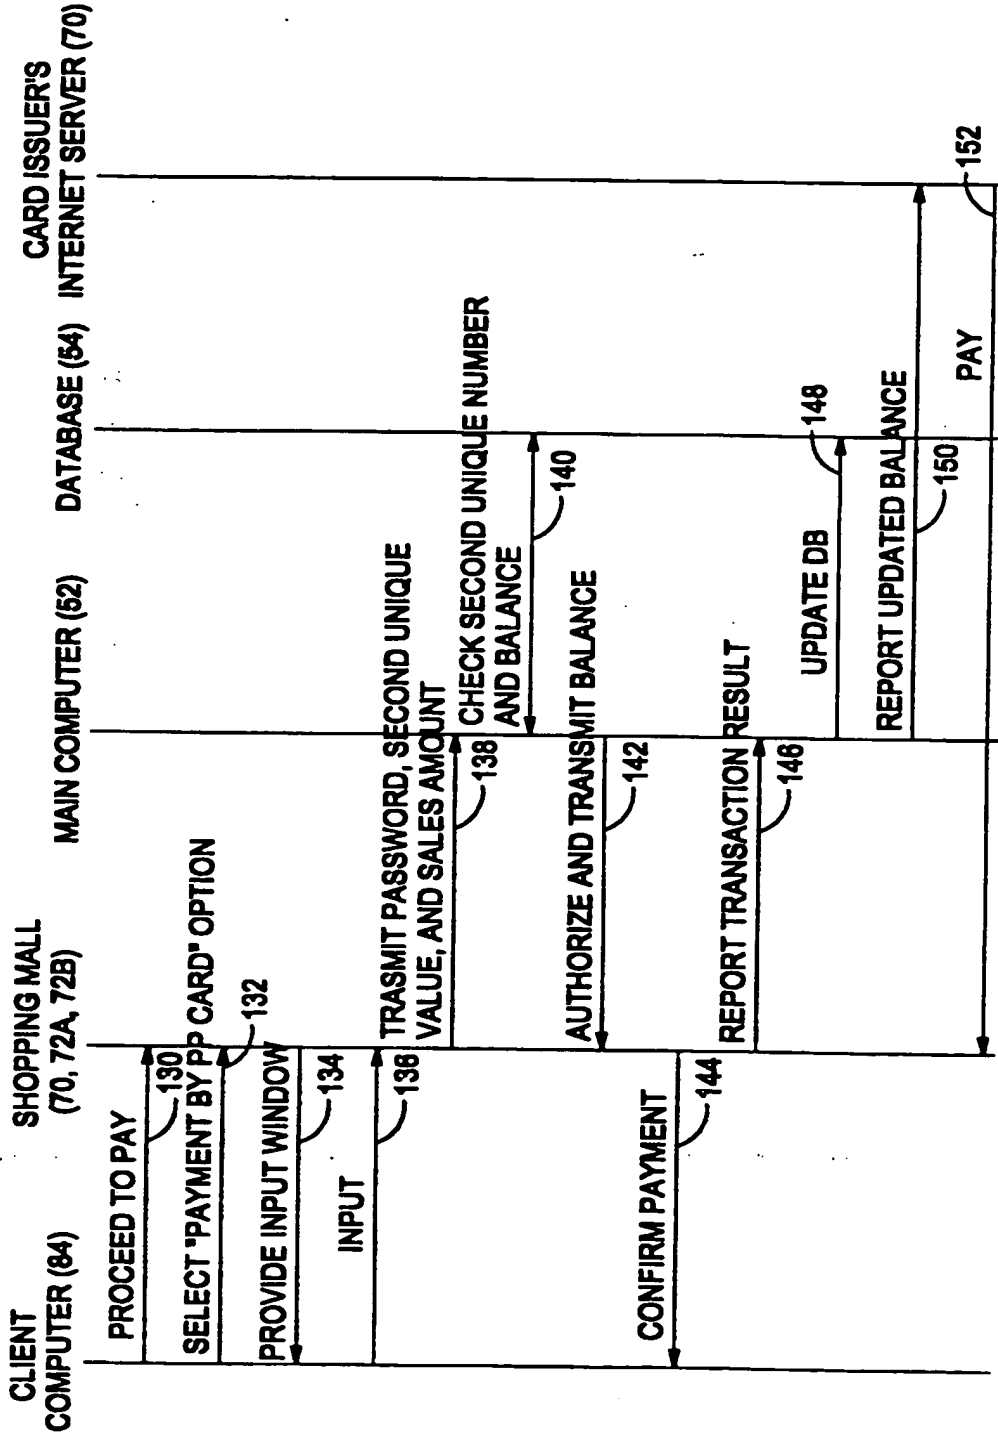 CLIENT
COMPUTER (84)
SHOPPING MALL
(70, 72A, 72B)
MAIN COMPUTER (52)
DATABASE (54)
CARD ISSUER'S
INTERNET SERVER (70)
PROCEED TO PAY
130
SELECT "PAYMENT BY PP CARD" OPTION
132
PROVIDE INPUT WINDOW
134
INPUT
136
TRASMIT PASSWORD, SECOND UNIQUE
VALUE, AND SALES AMOUNT
138
CHECK SECOND UNIQUE NUMBER
AND BALANCE
140
AUTHORIZE AND TRANSMIT BALANCE
142
CONFIRM PAYMENT
144
REPORT TRANSACTION RESULT
146
UPDATE DB
148
REPORT UPDATED BALANCE
150
PAY
152